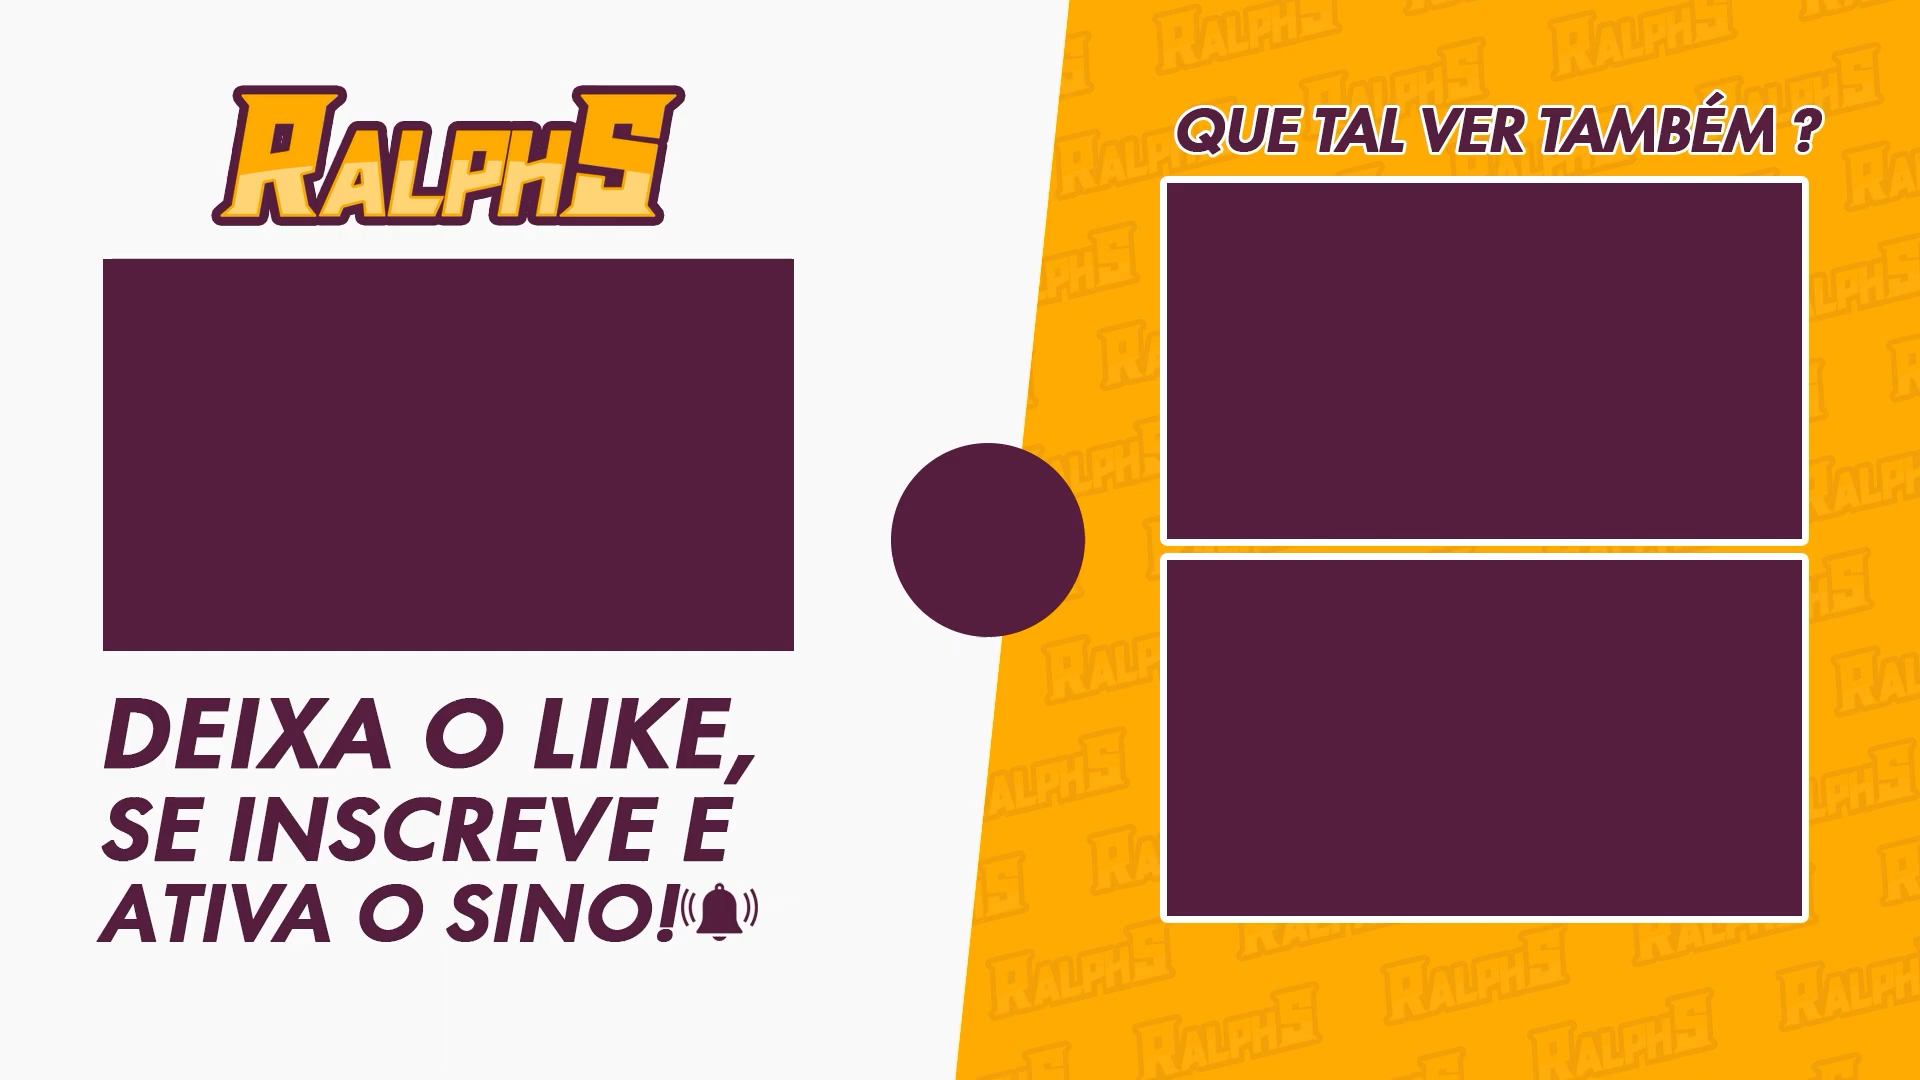 RALPHS
DEIXA O LIKE,
SE INSCREVE E
ATIVA O SINO!
QUE TAL VER TAMBÉM ?